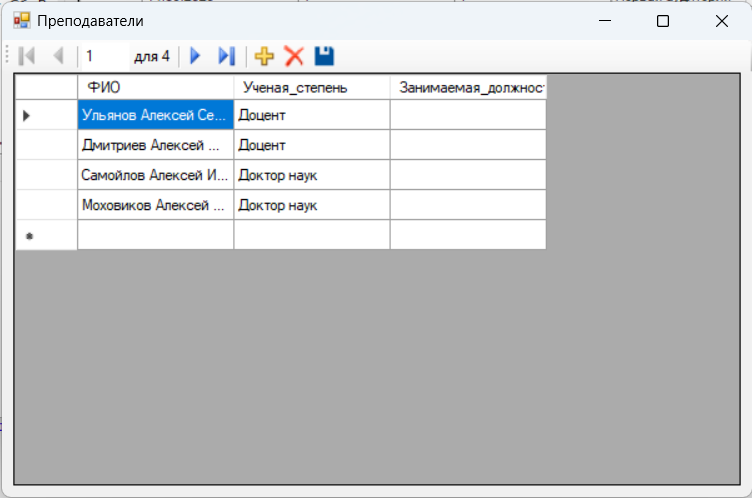 Преподаватели
1 для 4
ФИО Ученая_степень Занимаемая_должнос
Ульянов Алексей Се... Доцент
Дмитриев Алексей ... Доцент
Самойлов Алексей И... Доктор наук
Моховиков Алексей ... Доктор наук